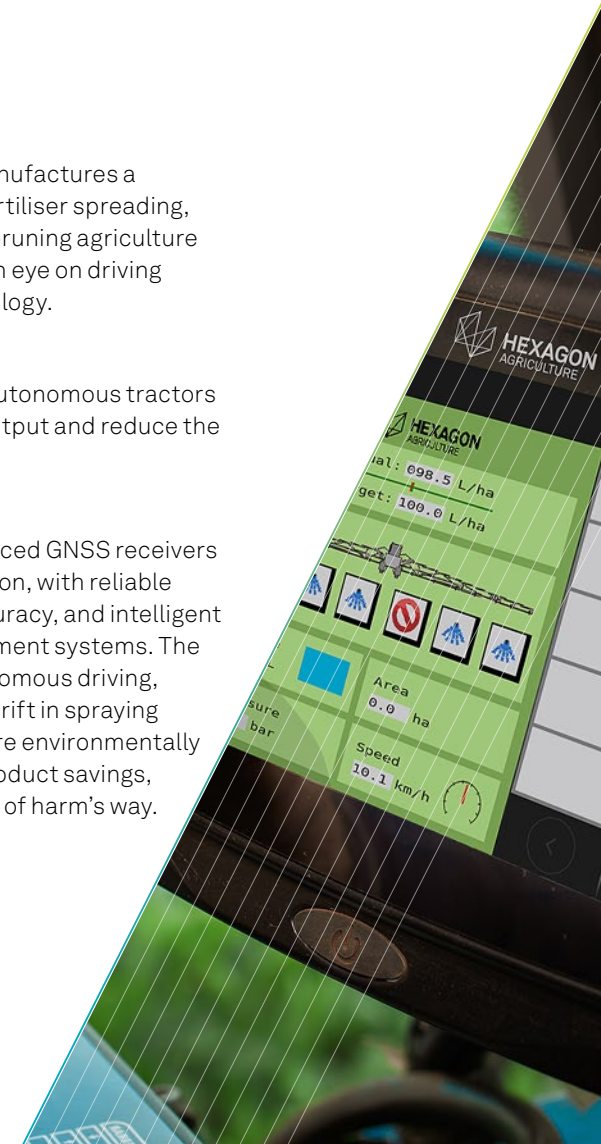 nufactures a
rtiliser spreading,
pruning agriculture
n eye on driving
logy.
utonomous tractors
tput and reduce the
ced GNSS receivers
on, with reliable
uracy, and intelligent
ment systems. The
nomous driving,
rift in spraying
re environmentally
oduct savings,
of harm's way.
HEXAGON
AGRICULTURE
HEXAGON
AGRICULTURE
ual: 098.5 L/ha
get: 100.0 L/ha
sure
bar
Area
0.0 ha
Speed
10.1 km/h